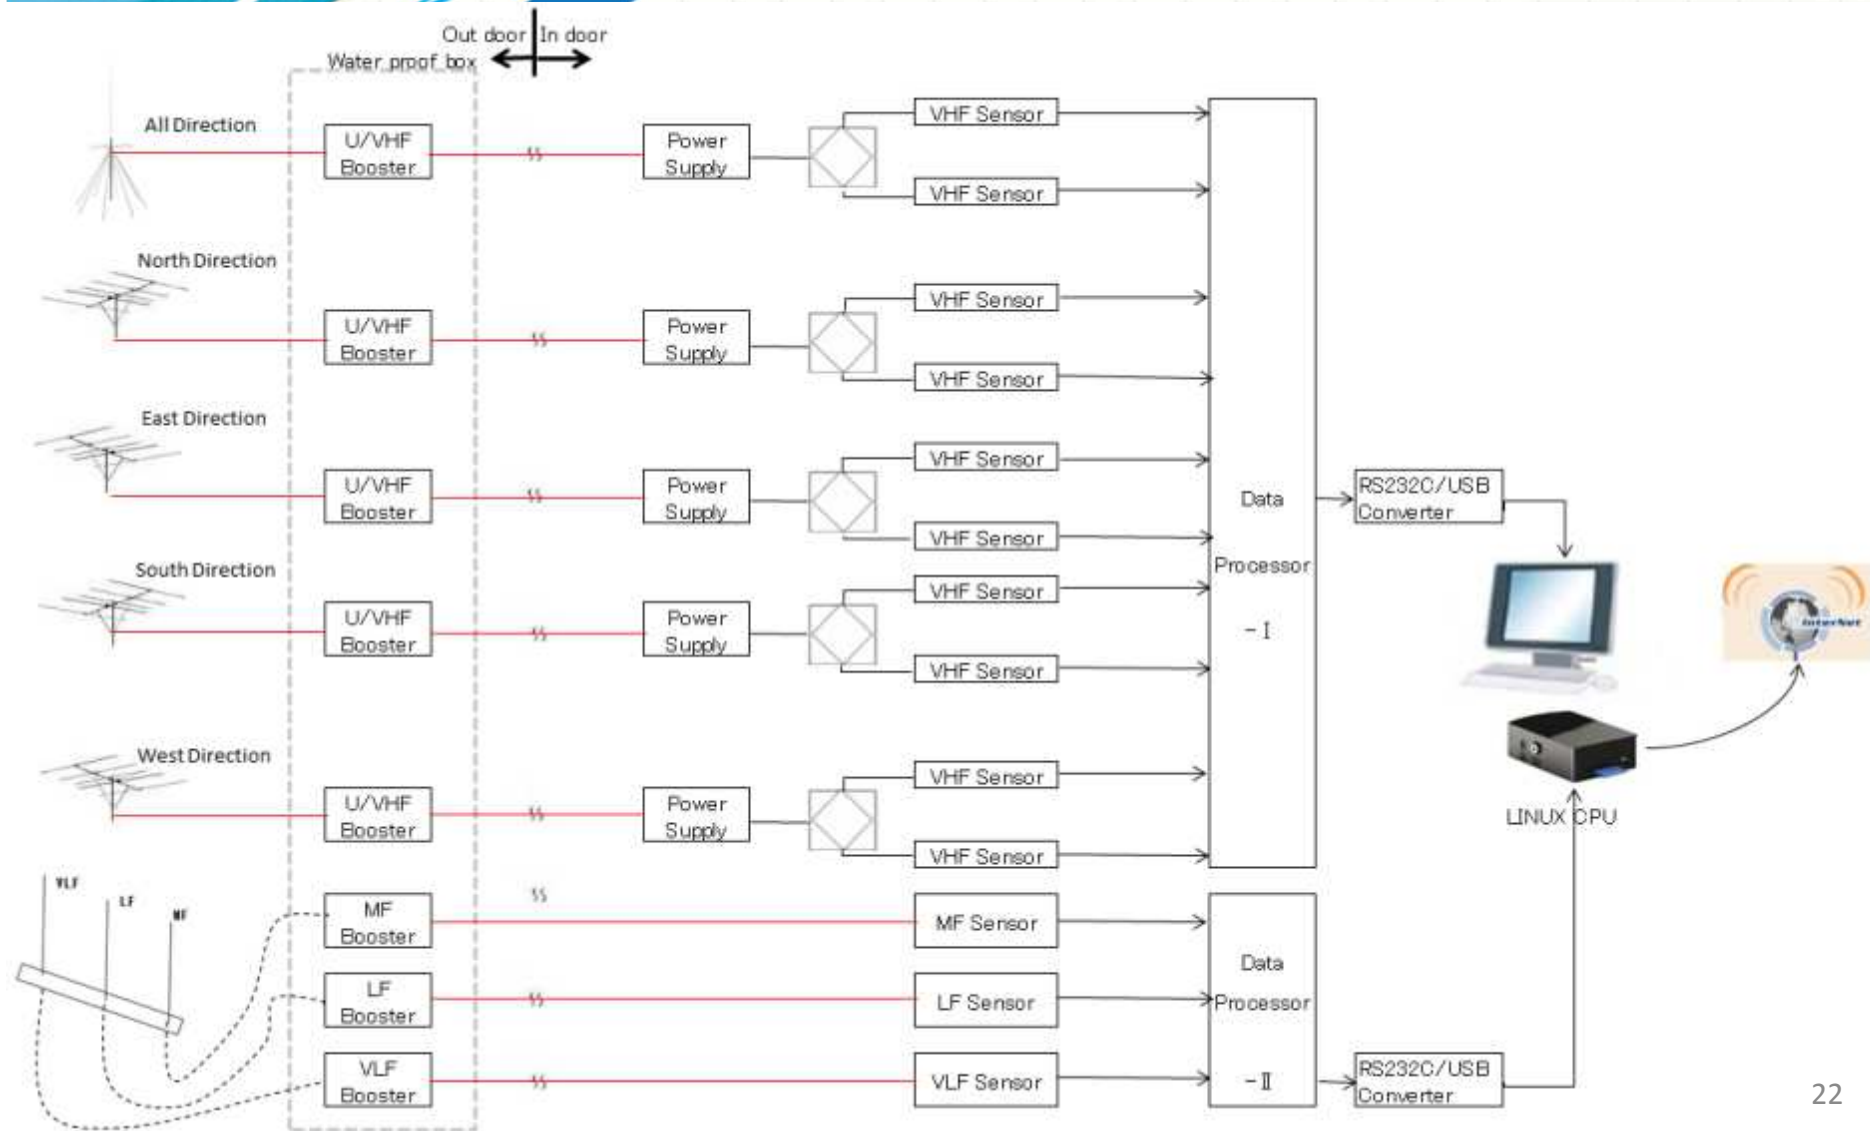 Out door
In door
Water proof box
All Direction
U/VHF
Booster
Power
Supply
VHF Sensor
VHF Sensor
North Direction
U/VHF
Booster
Power
Supply
VHF Sensor
VHF Sensor
East Direction
U/VHF
Booster
Power
Supply
VHF Sensor
VHF Sensor
South Direction
U/VHF
Booster
Power
Supply
VHF Sensor
VHF Sensor
West Direction
U/VHF
Booster
Power
Supply
VHF Sensor
VHF Sensor
Data
Processor
- Ⅰ
RS232C/USB
Converter
InterNet
LINUX CPU
VLF
LF
MF
MF
Booster
MF Sensor
LF
Booster
LF Sensor
VLF
Booster
VLF Sensor
Data
Processor
- Ⅱ
RS232C/USB
Converter
22